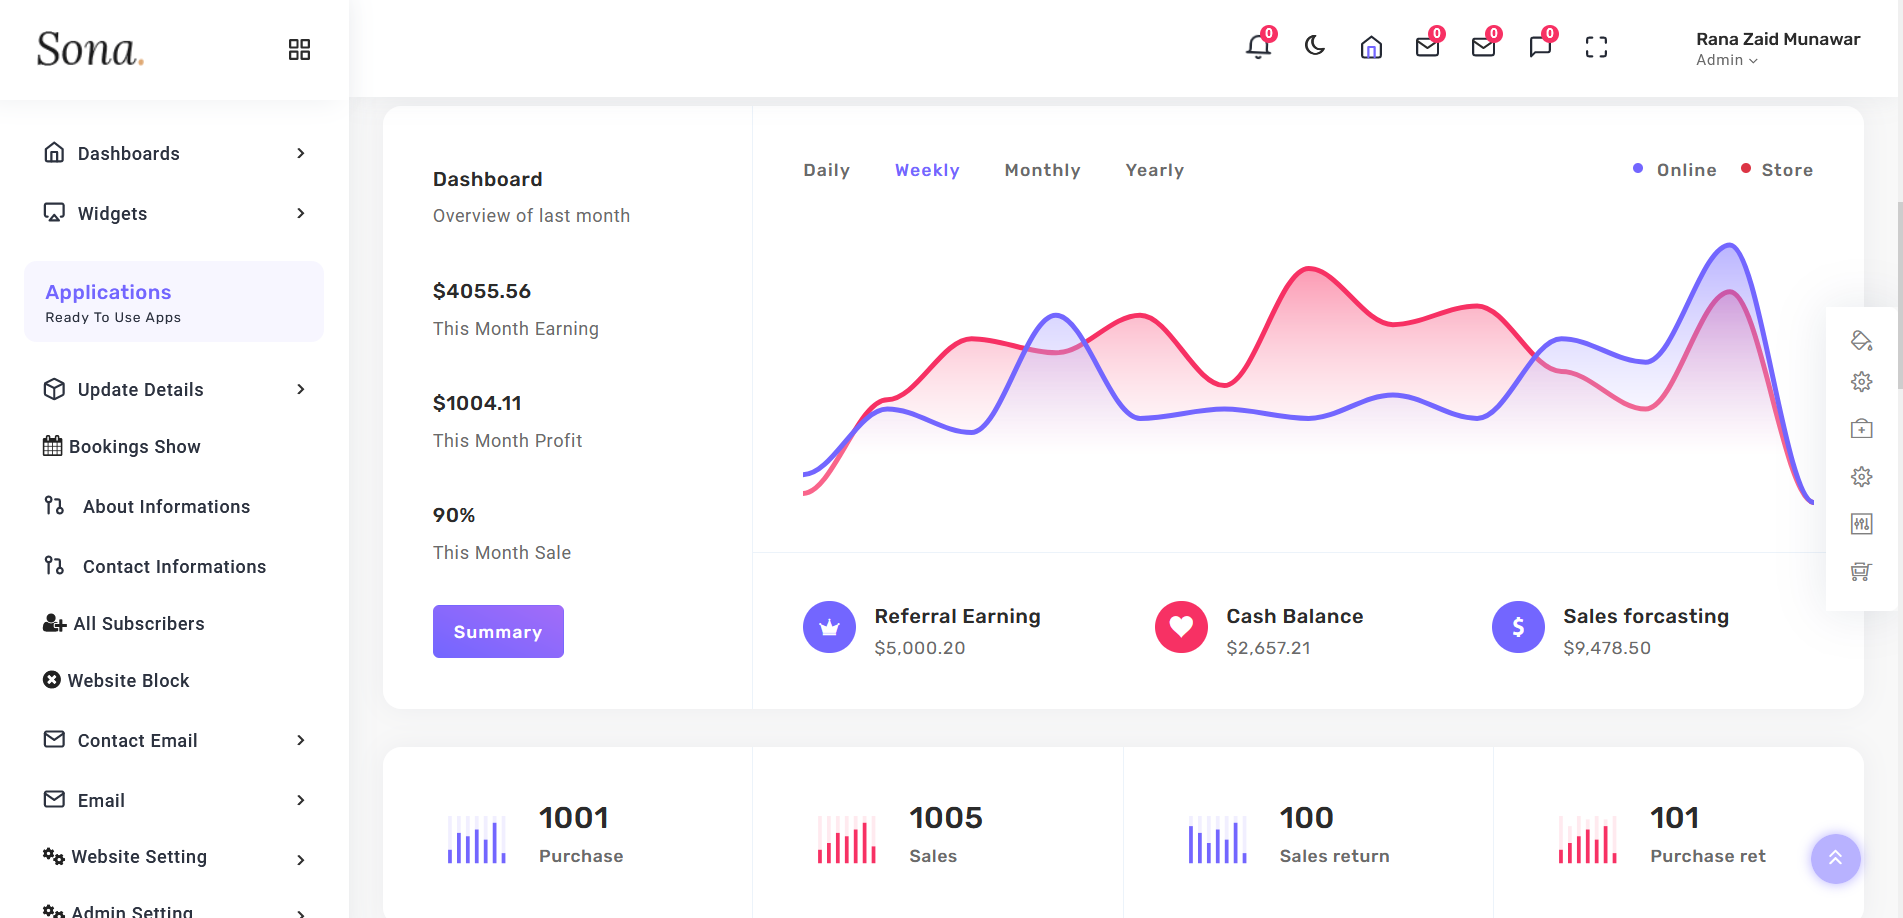 Sona.
0
0
0
0
Rana Zaid Munawar
Admin
Dashboards
Widgets
Applications
Ready To Use Apps
Update Details
Bookings Show
About Informations
Contact Informations
All Subscribers
Website Block
Contact Email
Email
Website Setting
Admin Setting
Dashboard
Overview of last month
$4055.56
This Month Earning
$1004.11
This Month Profit
90%
This Month Sale
Summary
Daily Weekly Monthly Yearly
Online Store
Referral Earning
$5,000.20
Cash Balance
$2,657.21
Sales forcasting
$9,478.50
1001
Purchase
1005
Sales
100
Sales return
101
Purchase ret